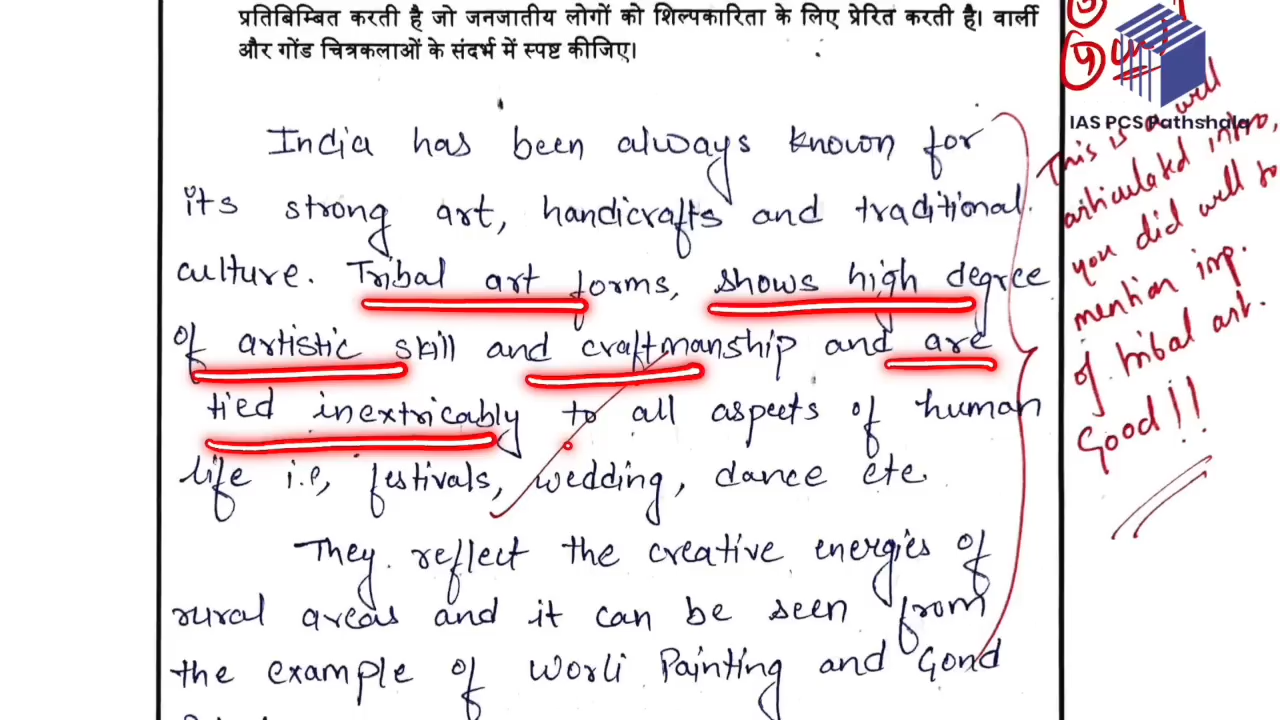 प्रतिबिम्बित करती है जो जनजातीय लोगों को शिल्पकारिता के लिए प्रेरित करती है। वार्ली
और गोंड चित्रकलाओं के संदर्भ में स्पष्ट कीजिए।
India has been always known for
its strong art, handicrafts and traditional
culture. Tribal art forms, shows high degree
of artistic skill and craftmanship and are
tied inextricably to all aspects of human
life i.e, festivals, wedding, dance etc.
They reflect the creative energies of
rural areas and it can be seen from
the example of Worli Painting and Gond
IAS PCS Pathshala
This is a well
articulated intro,
you did well to
mention imp.
of tribal art.
Good!!